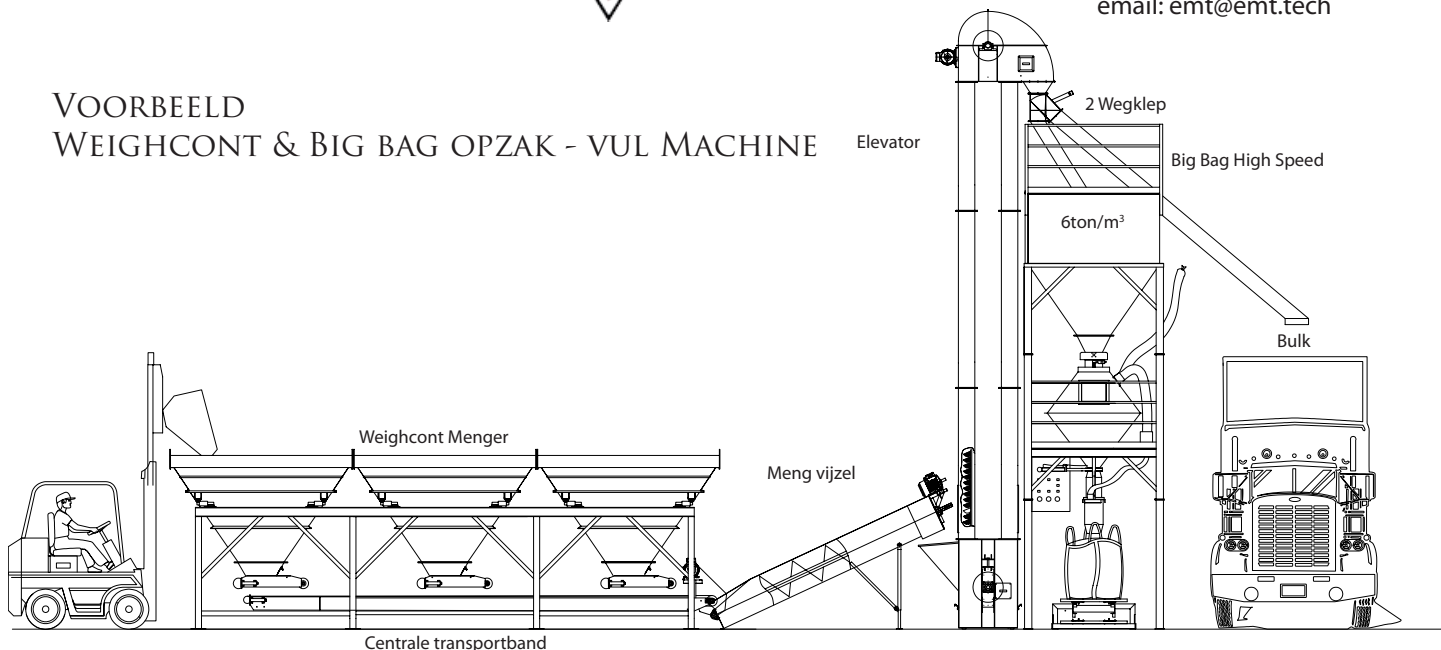 email: emt@emt.tech
VOORBEELD
WEIGHCONT & BIG BAG OPZAK - VUL MACHINE
Elevator
2 Wegklep
Big Bag High Speed
6ton/m³
Bulk
Weighcont Menger
Meng vijzel
Centrale transportband